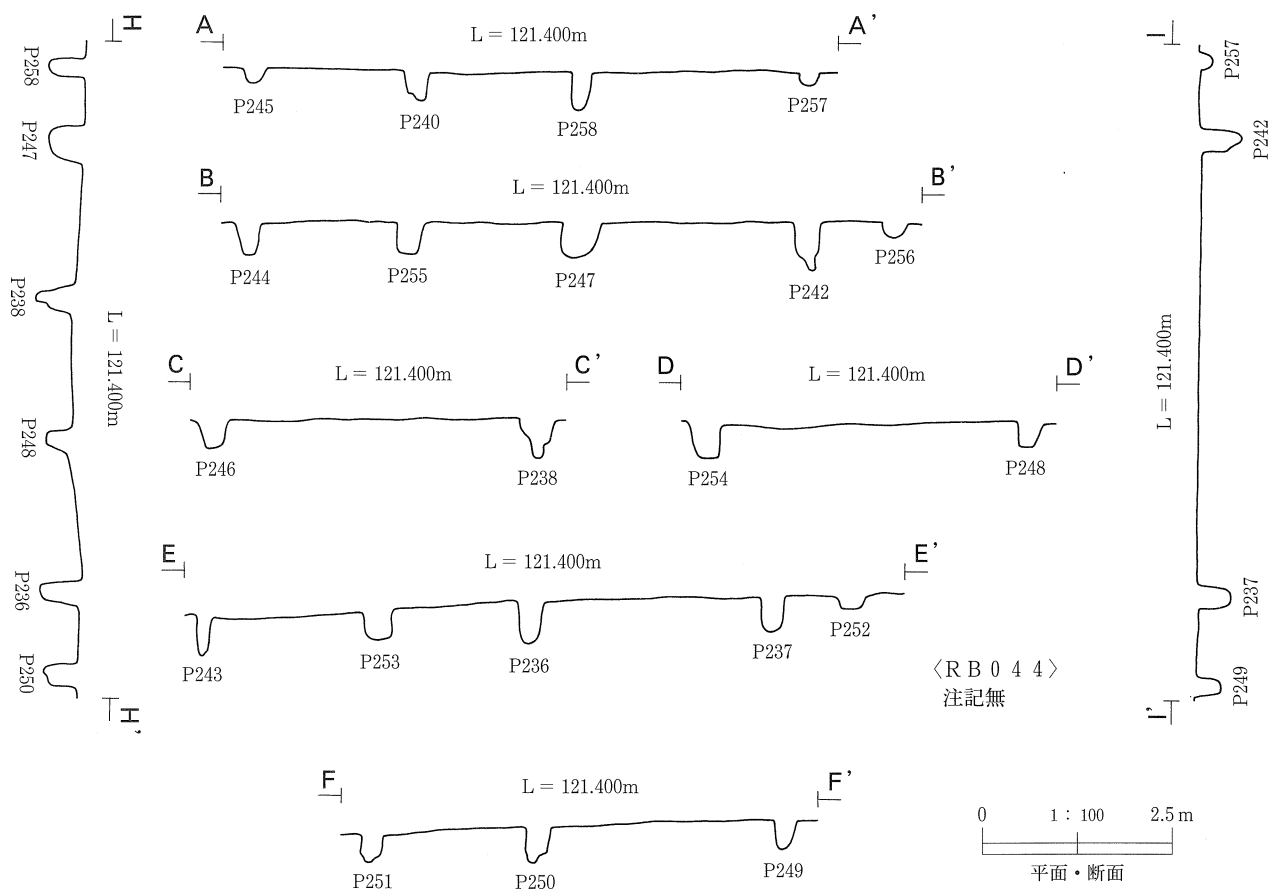 H
P258
P247
P238
L = 121.400m
P248
P236
P250
H'
A
L = 121.400m
A'
P245
P240
P258
P257
B
L = 121.400m
B'
P244
P255
P247
P242
P256
C
L = 121.400m
C'
P246
P238
D
L = 121.400m
D'
P254
P248
E
L = 121.400m
E'
P243
P253
P236
P237
P252
F
L = 121.400m
F'
P251
P250
P249
I
P257
P242
L = 121.400m
P237
P249
I'
〈RB044〉
注記無
0 1 : 100 2.5 m
平面・断面